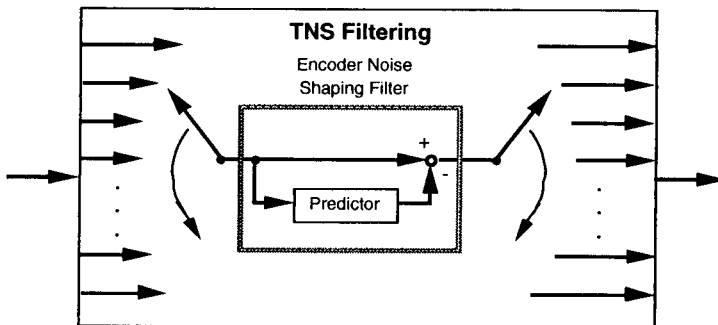 TNS Filtering
Encoder Noise
Shaping Filter
+
-
Predictor